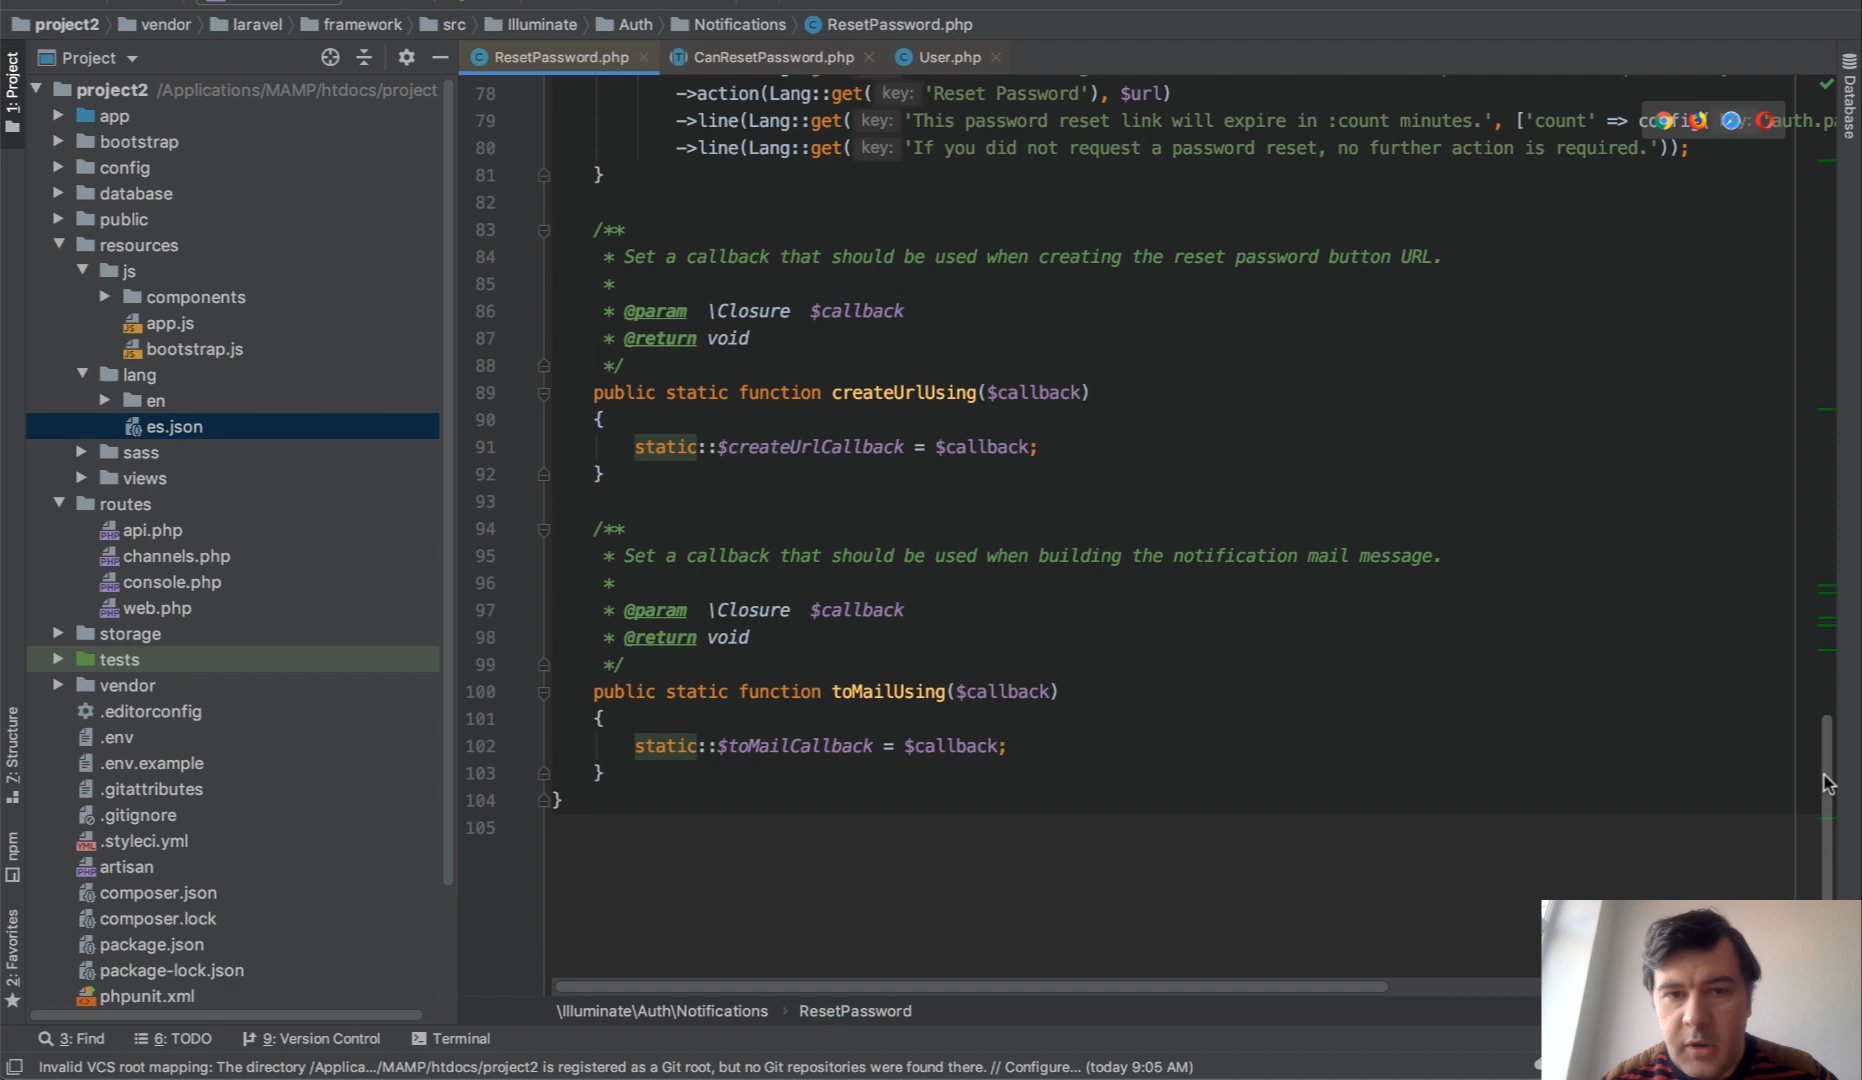 project2 vendor laravel framework src Illuminate Auth Notifications ResetPassword.php
Project
ResetPassword.php CanResetPassword.php User.php
1: Project
7: Structure
npm
2: Favorites
Database
project2 /Applications/MAMP/htdocs/project
app
bootstrap
config
database
public
resources
js
components
app.js
bootstrap.js
lang
en
es.json
sass
views
routes
api.php
channels.php
console.php
web.php
storage
tests
vendor
.editorconfig
.env
.env.example
.gitattributes
.gitignore
.styleci.yml
artisan
composer.json
composer.lock
package.json
package-lock.json
phpunit.xml
78 ->action(Lang::get( key: 'Reset Password'), $url)
79 ->line(Lang::get( key: 'This password reset link will expire in :count minutes.', ['count' =>
80 ->line(Lang::get( key: 'If you did not request a password reset, no further action is required.'));
81 }
82
83 /**
84 * Set a callback that should be used when creating the reset password button URL.
85 *
86 * @param \Closure $callback
87 * @return void
88 */
89 public static function createUrlUsing($callback)
90 {
91 static::$createUrlCallback = $callback;
92 }
93
94 /**
95 * Set a callback that should be used when building the notification mail message.
96 *
97 * @param \Closure $callback
98 * @return void
99 */
100 public static function toMailUsing($callback)
101 {
102 static::$toMailCallback = $callback;
103 }
104 }
105
\Illuminate\Auth\Notifications › ResetPassword
3: Find 6: TODO 9: Version Control Terminal
Invalid VCS root mapping: The directory /Applica.../MAMP/htdocs/project2 is registered as a Git root, but no Git repositories were found there. // Configure... (today 9:05 AM)